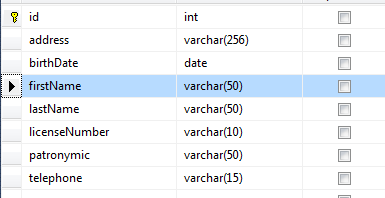 id int
address varchar(256)
birthDate date
firstName varchar(50)
lastName varchar(50)
licenseNumber varchar(10)
patronymic varchar(50)
telephone varchar(15)